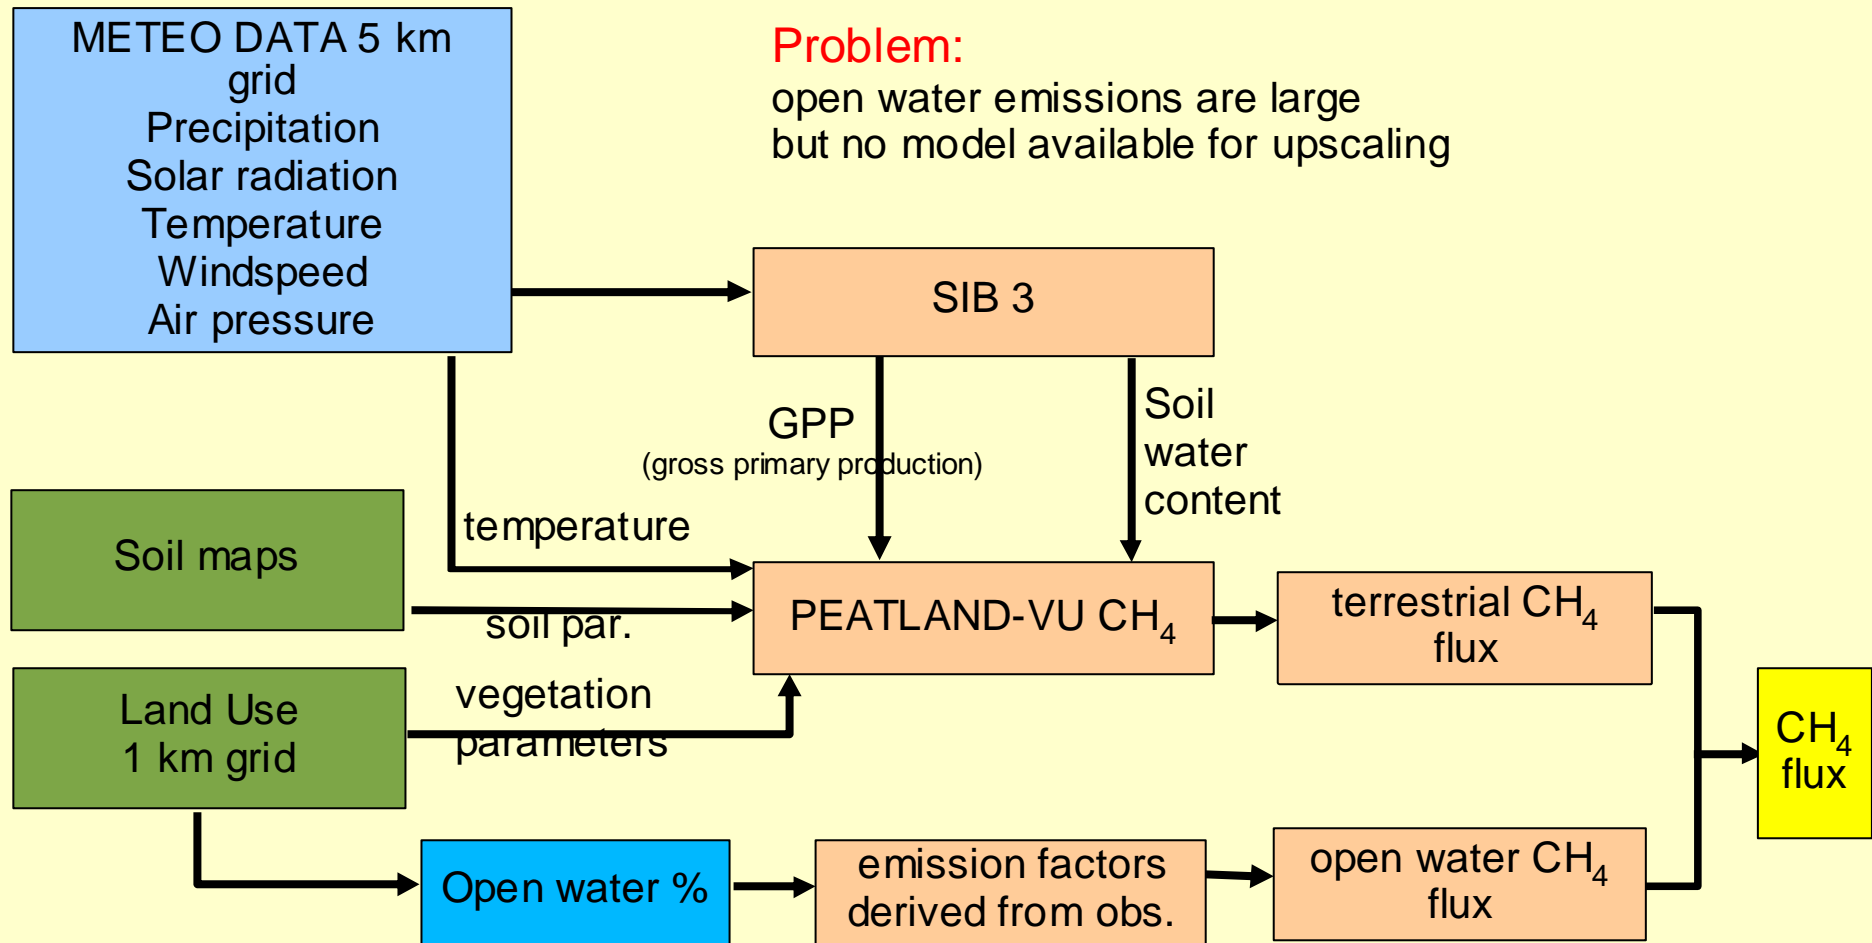 METEO DATA 5 km
grid
Precipitation
Solar radiation
Temperature
Windspeed
Air pressure
Problem:
open water emissions are large
but no model available for upscaling
SIB 3
GPP
(gross primary production)
Soil
water
content
Soil maps
temperature
soil par.
PEATLAND-VU CH₄
terrestrial CH₄
flux
Land Use
1 km grid
vegetation
parameters
CH₄
flux
Open water %
emission factors
derived from obs.
open water CH₄
flux